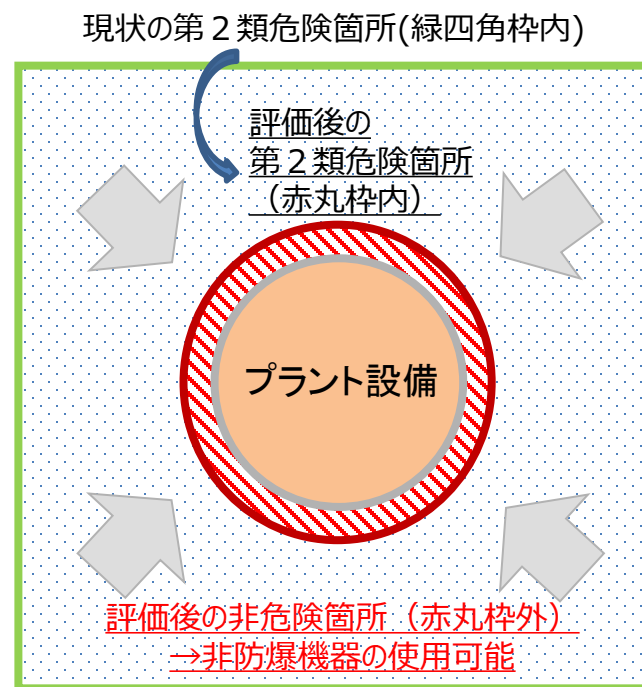 現状の第２類危険箇所(緑四角枠内)
評価後の
第２類危険箇所
（赤丸枠内）
プラント設備
評価後の非危険箇所（赤丸枠外）
→非防爆機器の使用可能